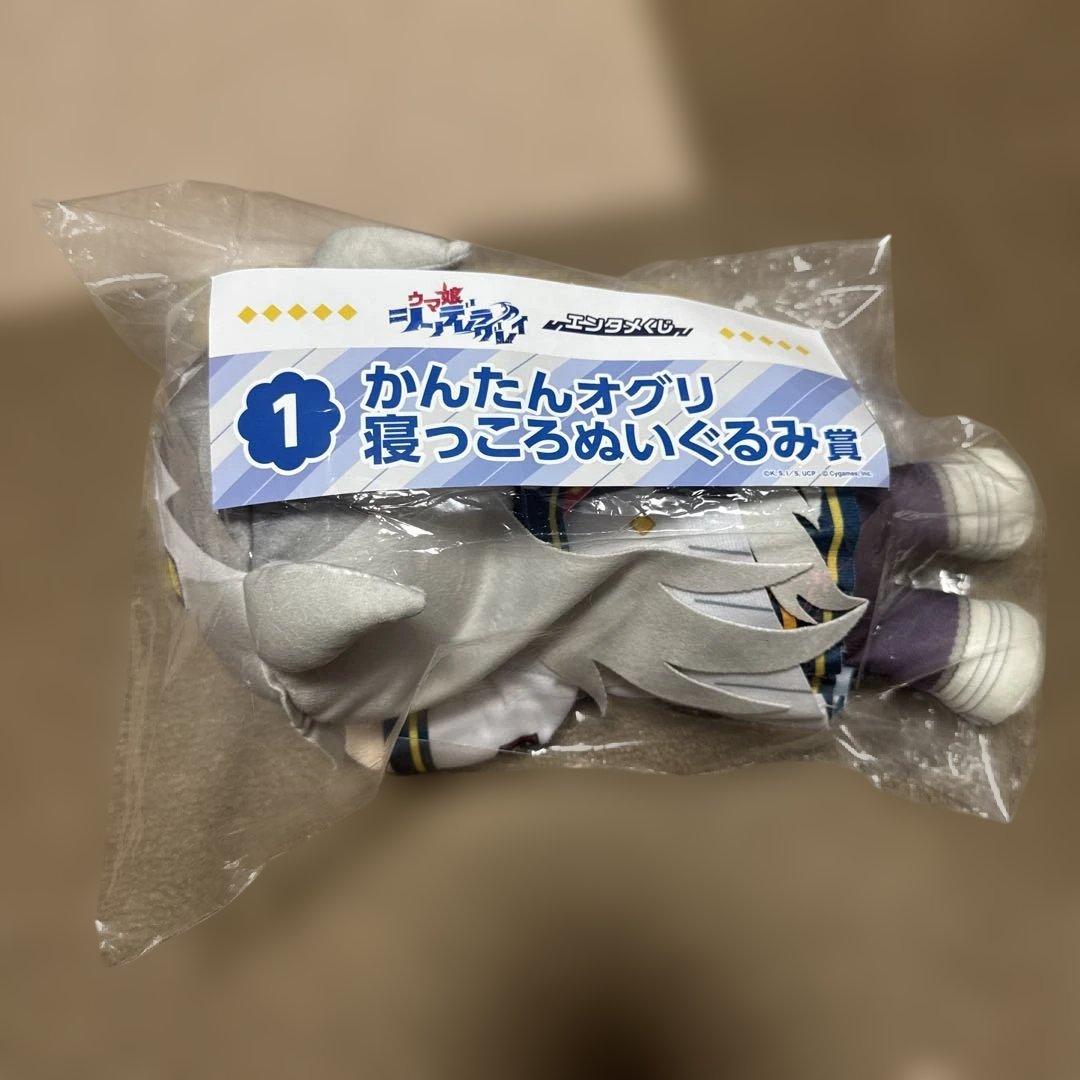 ウマ娘
シンデレラグレイ
エンタメくじ
1
かんたんオグリ
寝っころぬいぐるみ賞
©K, S, I／S, UCP ©Cygames, Inc.